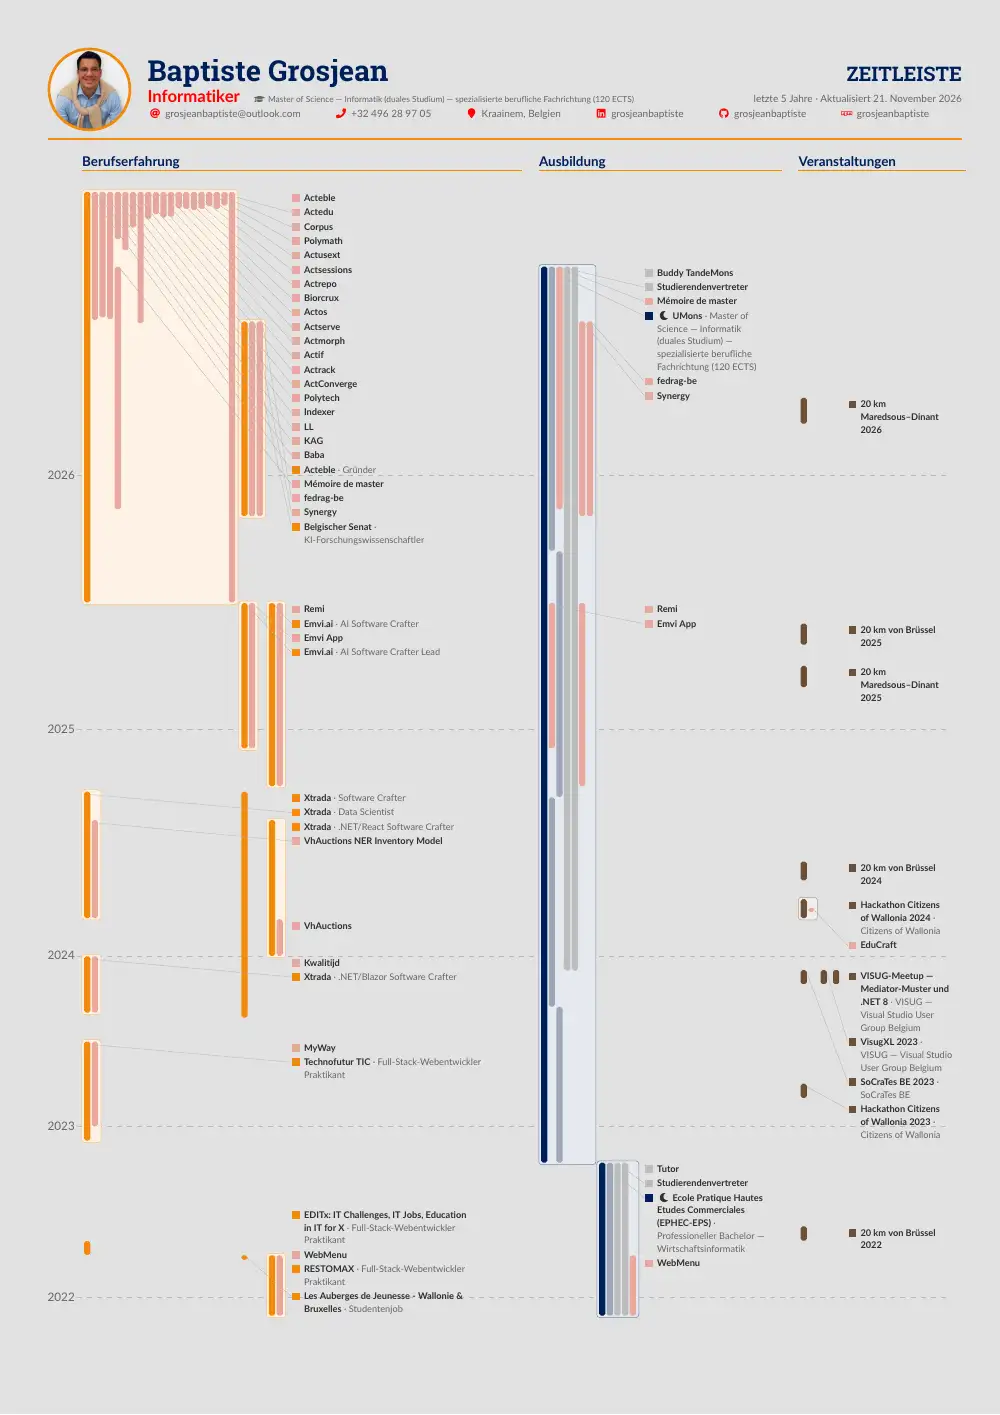 Baptiste Grosjean
ZEITLEISTE
Informatiker
Master of Science — Informatik (duales Studium) — spezialisierte berufliche Fachrichtung (120 ECTS)
letzte 5 Jahre · Aktualisiert 21. November 2026
grosjeanbaptiste@outlook.com
+32 496 28 97 05
Kraainem, Belgien
grosjeanbaptiste
grosjeanbaptiste
grosjeanbaptiste
Berufserfahrung
Acteble
Actedu
Corpus
Polymath
Actusext
Actsessions
Actrepo
Biorcrux
Actos
Actserve
Actmorph
Actif
Actrack
ActConverge
Polytech
Indexer
LL
KAG
Baba
2026
Acteble · Gründer
Mémoire de master
fedrag-be
Synergy
Belgischer Senat ·
KI-Forschungswissenschaftler
Remi
Emvi.ai · AI Software Crafter
Emvi App
Emvi.ai · AI Software Crafter Lead
2025
Xtrada · Software Crafter
Xtrada · Data Scientist
Xtrada · .NET/React Software Crafter
VhAuctions NER Inventory Model
VhAuctions
2024
Kwalitijd
Xtrada · .NET/Blazor Software Crafter
MyWay
Technofutur TIC · Full-Stack-Webentwickler
Praktikant
2023
EDITx: IT Challenges, IT Jobs, Education
in IT for X · Full-Stack-Webentwickler
Praktikant
WebMenu
RESTOMAX · Full-Stack-Webentwickler
Praktikant
2022
Les Auberges de Jeunesse - Wallonie &
Bruxelles · Studentenjob
Ausbildung
Buddy TandeMons
Studierendenvertreter
Mémoire de master
UMons · Master of
Science — Informatik
(duales Studium) —
spezialisierte berufliche
Fachrichtung (120 ECTS)
fedrag-be
Synergy
Remi
Emvi App
Tutor
Studierendenvertreter
Ecole Pratique Hautes
Etudes Commerciales
(EPHEC-EPS) ·
Professioneller Bachelor —
Wirtschaftsinformatik
WebMenu
Veranstaltungen
20 km
Maredsous–Dinant
2026
20 km von Brüssel
2025
20 km
Maredsous–Dinant
2025
20 km von Brüssel
2024
Hackathon Citizens
of Wallonia 2024 ·
Citizens of Wallonia
EduCraft
VISUG-Meetup —
Mediator-Muster und
.NET 8 · VISUG —
Visual Studio User
Group Belgium
VisugXL 2023 ·
VISUG — Visual Studio
User Group Belgium
SoCraTes BE 2023 ·
SoCraTes BE
Hackathon Citizens
of Wallonia 2023 ·
Citizens of Wallonia
20 km von Brüssel
2022